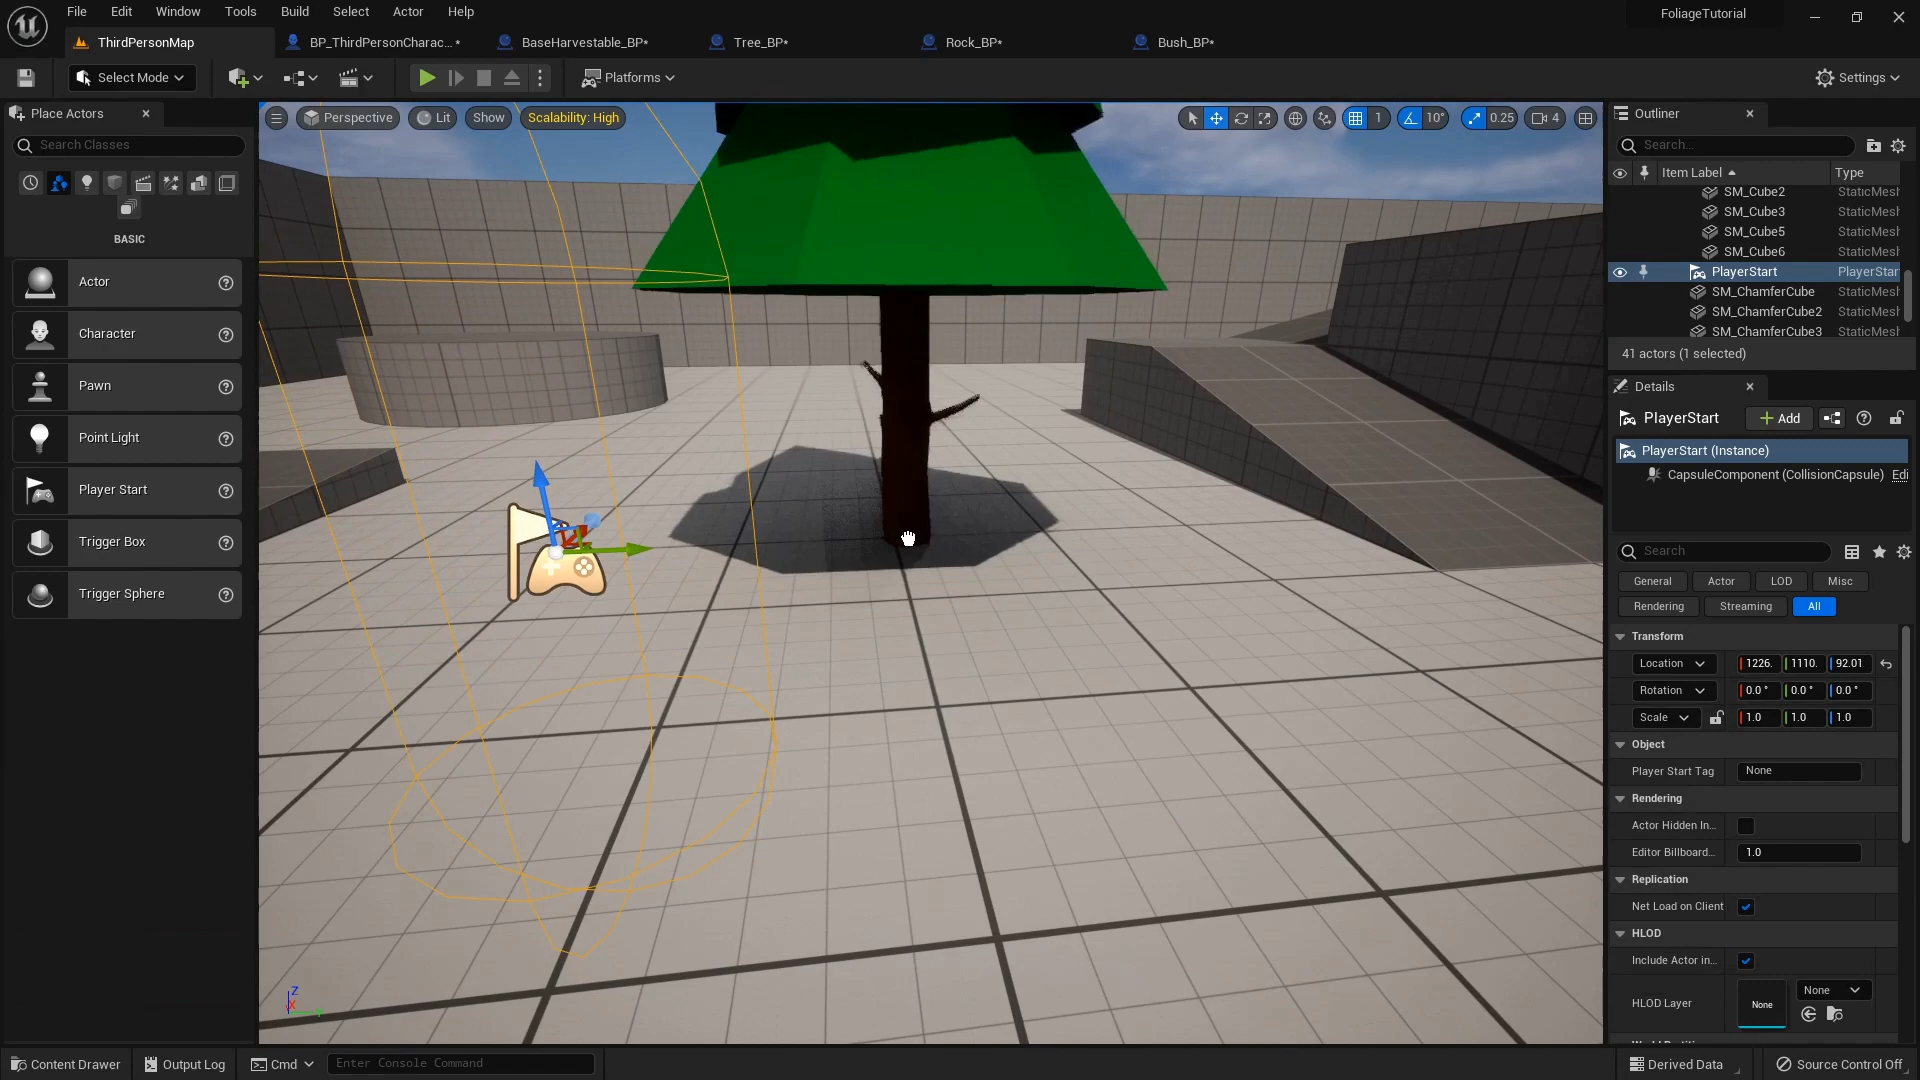 File Edit Window Tools Build Select Actor Help
FoliageTutorial
ThirdPersonMap
BP_ThirdPersonCharac... *
BaseHarvestable_BP*
Tree_BP*
Rock_BP*
Bush_BP*
Select Mode
Platforms
Settings
Place Actors
Search Classes
BASIC
Actor
Character
Pawn
Point Light
Player Start
Trigger Box
Trigger Sphere
Perspective
Lit
Show
Scalability: High
1
10°
0.25
4
Z
X
Outliner
Search...
Item Label
Type
SM_Cube2 StaticMesh
SM_Cube3 StaticMesh
SM_Cube5 StaticMesh
SM_Cube6 StaticMesh
PlayerStart PlayerStar
SM_ChamferCube StaticMesh
SM_ChamferCube2 StaticMesh
SM_ChamferCube3 StaticMesh
41 actors (1 selected)
Details
PlayerStart
Add
PlayerStart (Instance)
CapsuleComponent (CollisionCapsule) Edi
Search
General Actor LOD Misc
Rendering Streaming All
Transform
Location 1226. 1110. 92.01
Rotation 0.0 ° 0.0 ° 0.0 °
Scale 1.0 1.0 1.0
Object
Player Start Tag None
Rendering
Actor Hidden In...
Editor Billboard... 1.0
Replication
Net Load on Client
HLOD
Include Actor in...
HLOD Layer None None
Content Drawer
Output Log
Cmd
Enter Console Command
Derived Data
Source Control Off